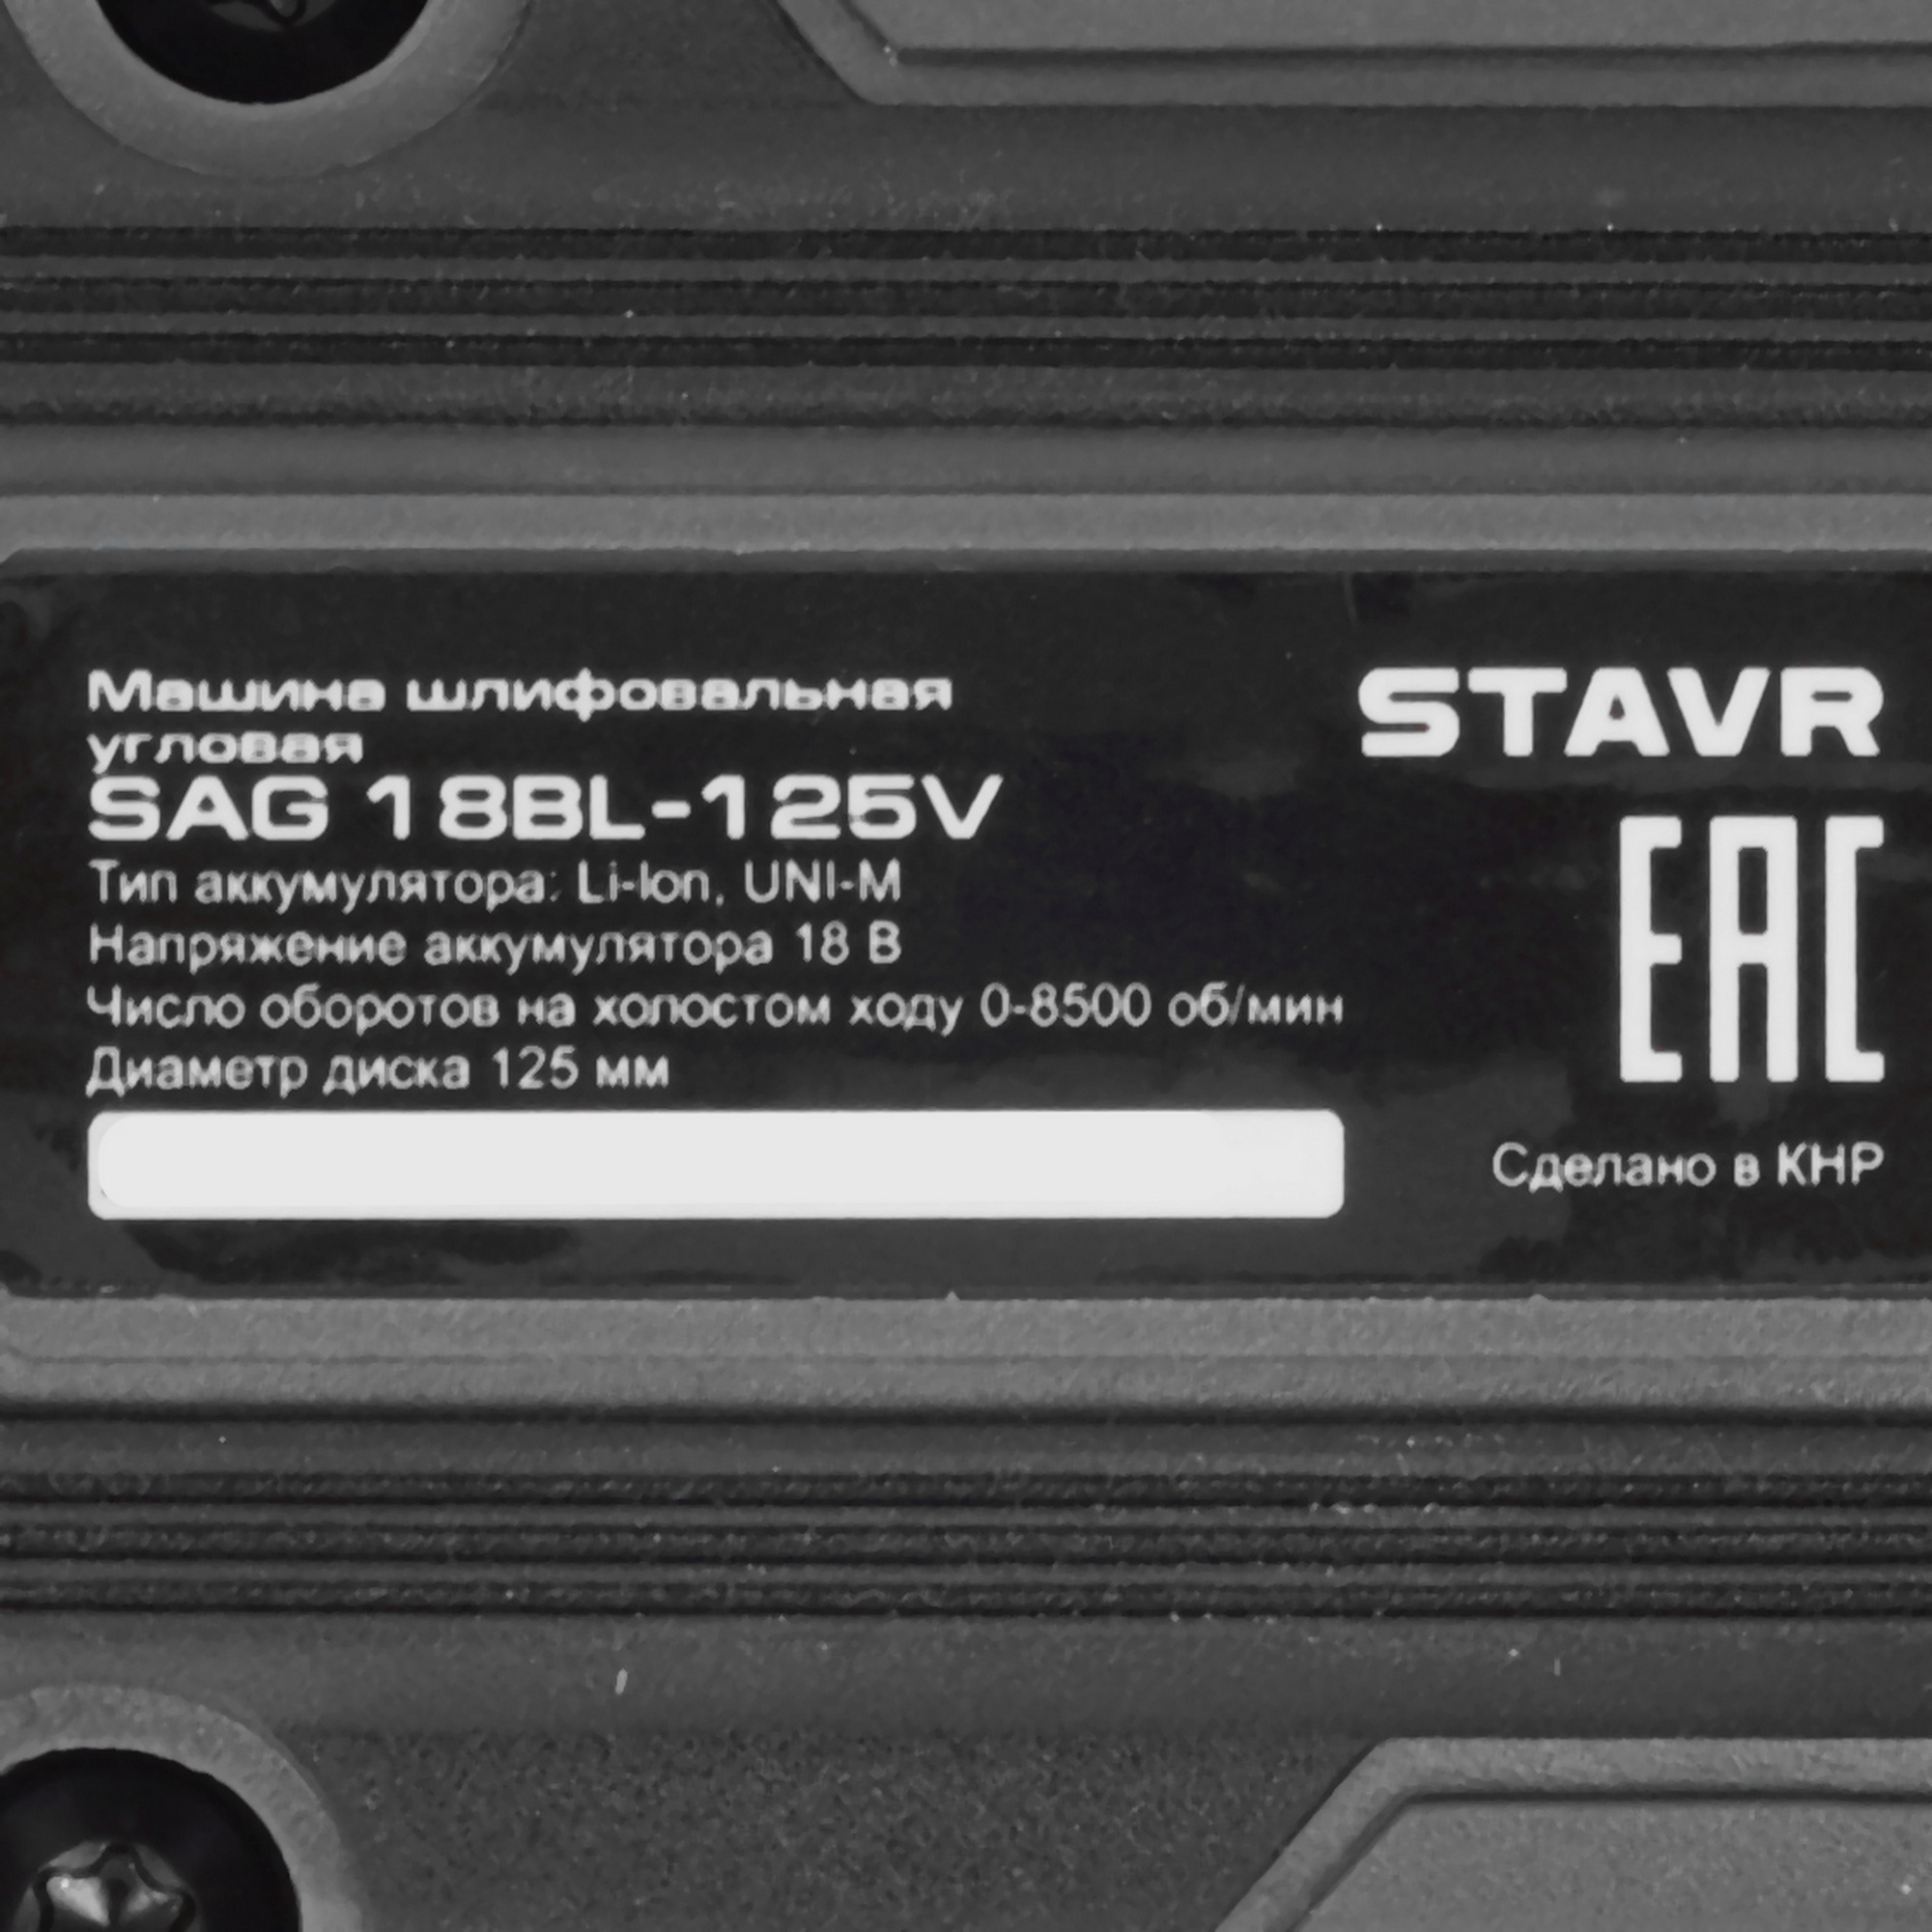 Машина шлифовальная
угловая
SAG 18BL-125V
Тип аккумулятора: Li-Ion, UNI-M
Напряжение аккумулятора 18 В
Число оборотов на холостом ходу 0-8500 об/мин
Диаметр диска 125 мм
STAVR
EAC
Сделано в КНР